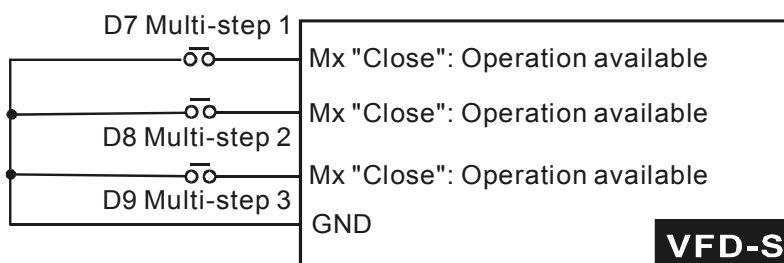 D7 Multi-step 1
Mx "Close": Operation available
Mx "Close": Operation available
D8 Multi-step 2
Mx "Close": Operation available
D9 Multi-step 3
GND
VFD-S